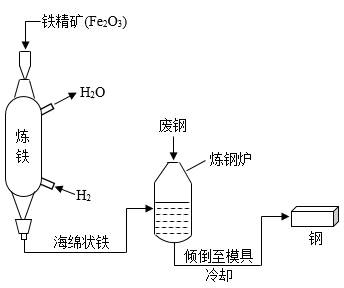 铁精矿(Fe₂O₃)
H₂O
炼
铁
H₂
海绵状铁
废钢
炼钢炉
倾倒至模具
冷却
钢